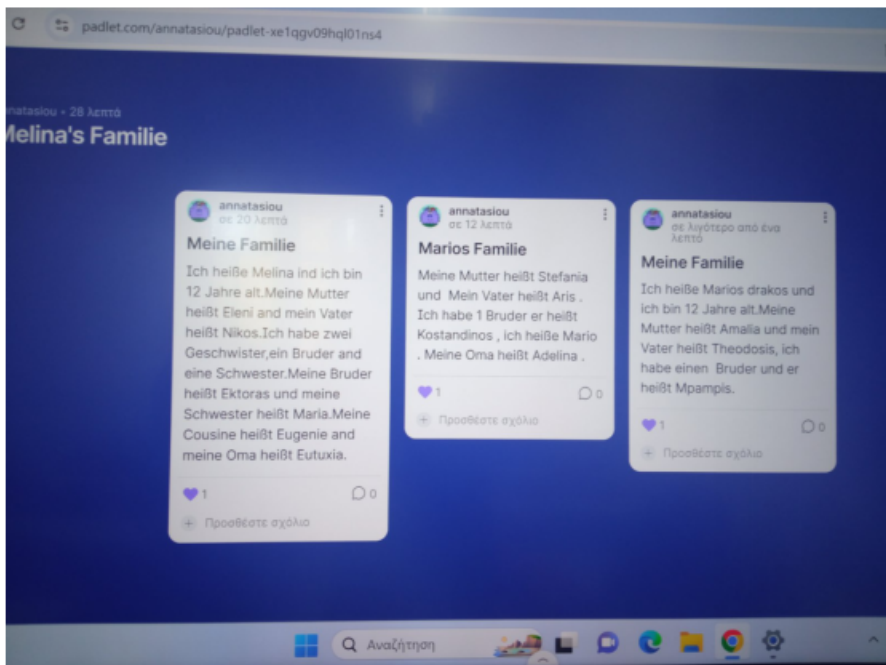 padlet.com/annatasiou/padlet-xe1qgv09hql01ns4
nnatasiou • 28 λεπτά
Melina's Familie
annatasiou
σε 20 λεπτά
Meine Familie
Ich heiße Melina ind ich bin
12 Jahre alt.Meine Mutter
heißt Eleni and mein Vater
heißt Nikos.Ich habe zwei
Geschwister,ein Bruder and
eine Schwester.Meine Bruder
heißt Ektoras und meine
Schwester heißt Maria.Meine
Cousine heißt Eugenie and
meine Oma heißt Eutuxia.
1
0
Προσθέστε σχόλιο
annatasiou
σε 12 λεπτά
Marios Familie
Meine Mutter heißt Stefania
und Mein Vater heißt Aris .
Ich habe 1 Bruder er heißt
Kostandinos , ich heiße Mario
. Meine Oma heißt Adelina .
1
0
Προσθέστε σχόλιο
annatasiou
σε λιγότερο από ένα
λεπτό
Meine Familie
Ich heiße Marios drakos und
ich bin 12 Jahre alt.Meine
Mutter heißt Amalia und mein
Vater heißt Theodosis, ich
habe einen Bruder und er
heißt Mpampis.
1
0
Προσθέστε σχόλιο
Αναζήτηση